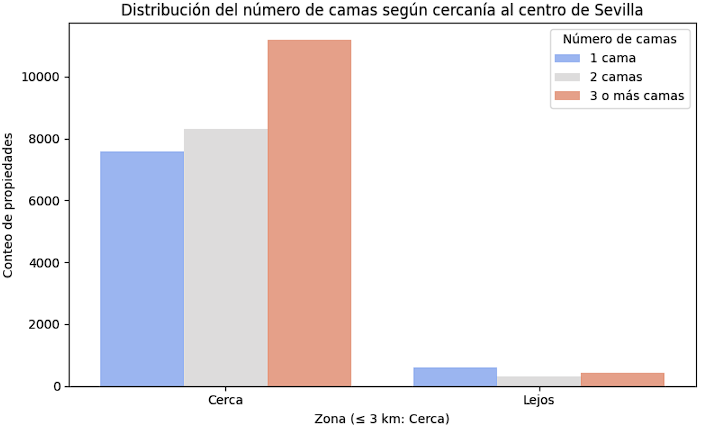 Distribución del número de camas según cercanía al centro de Sevilla
Número de camas
1 cama
2 camas
3 o más camas
Conteo de propiedades
10000
8000
6000
4000
2000
0
Cerca
Lejos
Zona (≤ 3 km: Cerca)